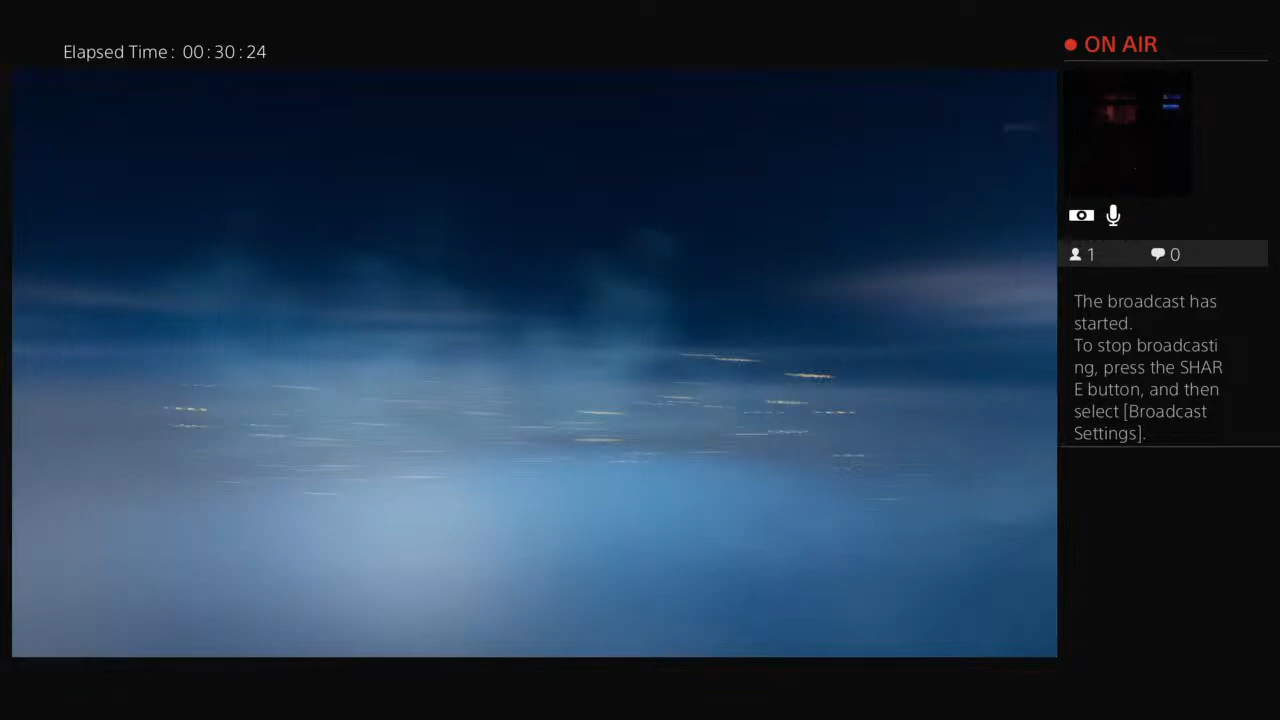 Elapsed Time: 00:30:24
ON AIR
1
0
The broadcast has
started.
To stop broadcasti
ng, press the SHAR
E button, and then
select [Broadcast
Settings].